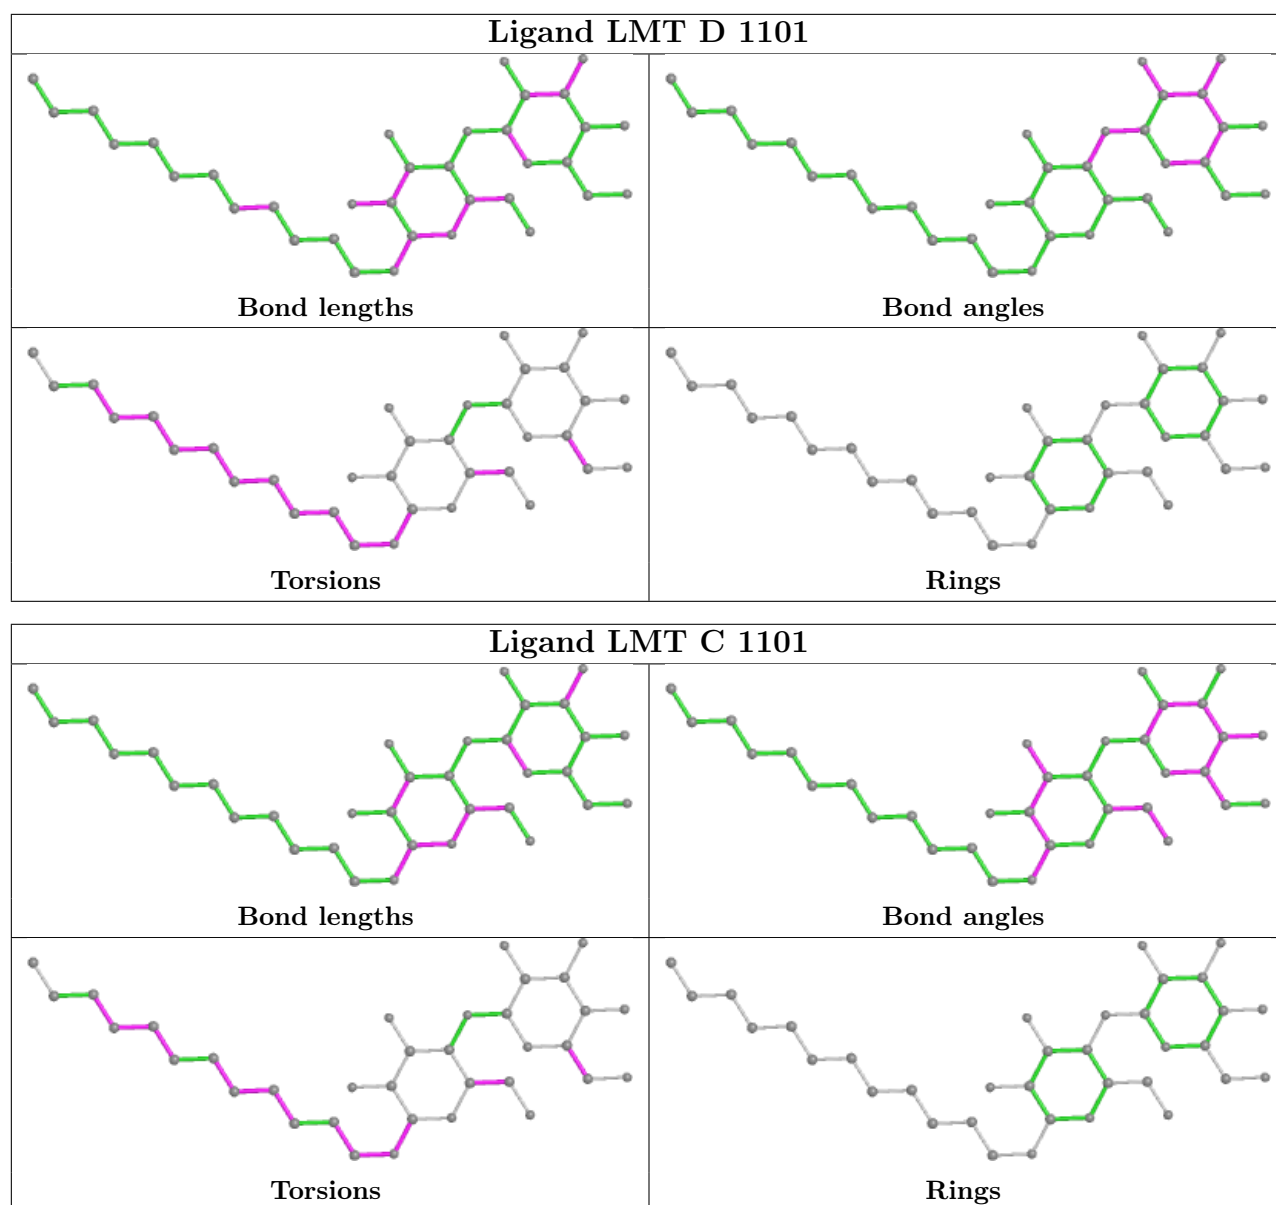 Ligand LMT D 1101
Bond lengths
Bond angles
Torsions
Rings
Ligand LMT C 1101
Bond lengths
Bond angles
Torsions
Rings